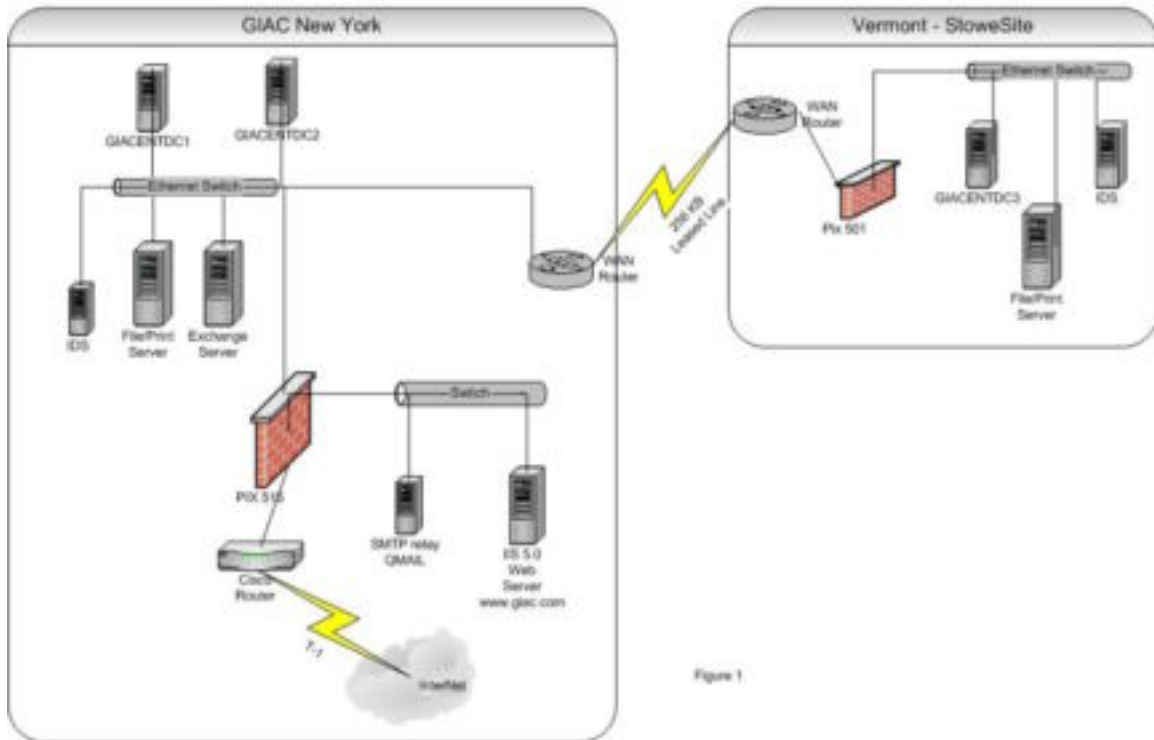 GIAC New York
Vermont - StoweSite
GIACENTDC1
GIACENTDC2
Ethernet Switch
IDS
File/Print
Server
Exchange
Server
WAN
Router
256 KB
Leased Line
WAN
Router
Ethernet Switch
Pix 501
GIACENTDC3
IDS
File/Print
Server
PIX 515
Switch
SMTP relay
QMAIL
IIS 5.0
Web
Server
www.giac.com
Cisco
Router
T-1
InterNet
Figure 1